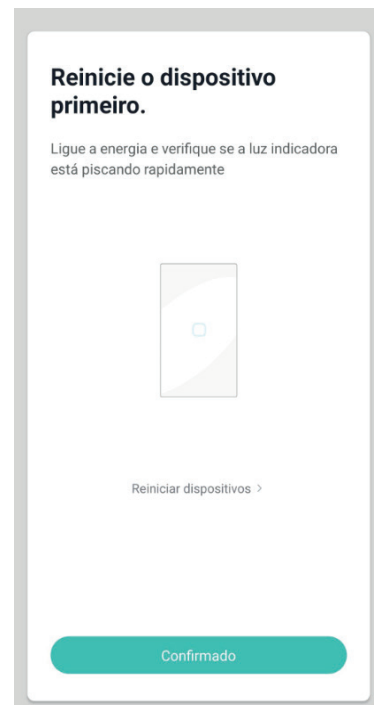 Reinicie o dispositivo
primeiro.
Ligue a energia e verifique se a luz indicadora
está piscando rapidamente
Reiniciar dispositivos >
Confirmado